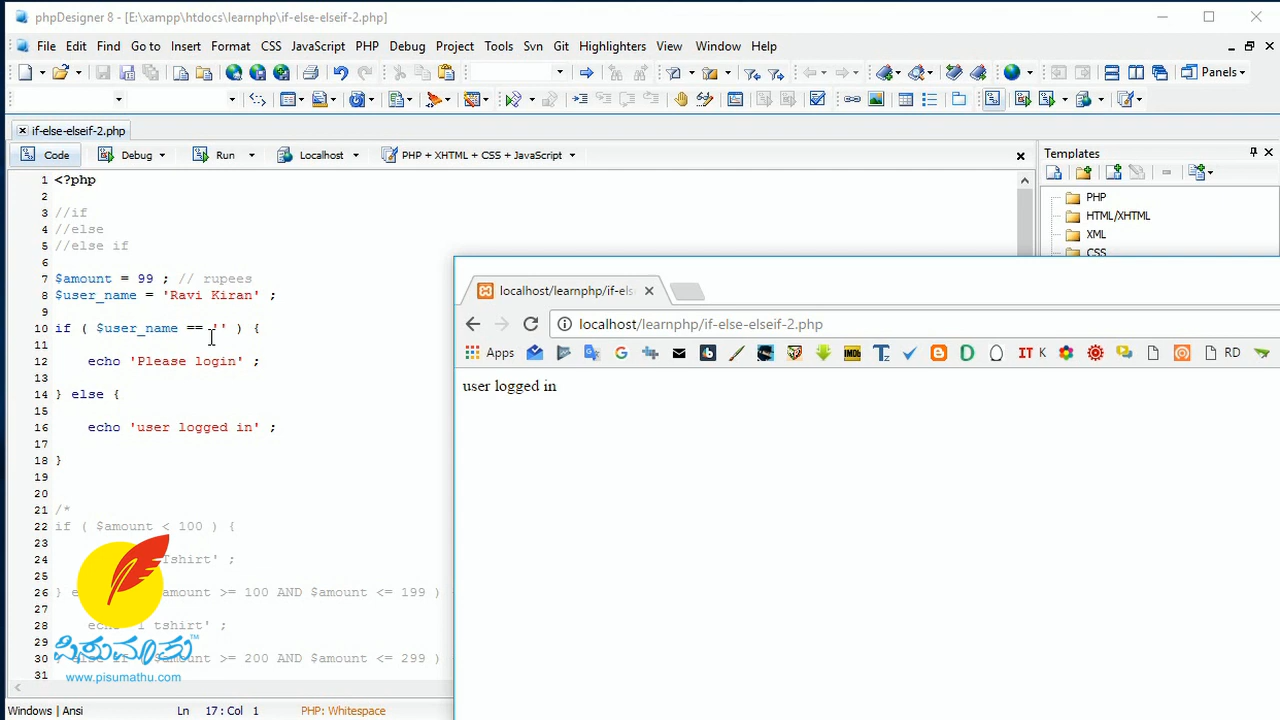 phpDesigner 8 - [E:\xampp\htdocs\learnphp\if-else-elseif-2.php]
File Edit Find Go to Insert Format CSS JavaScript PHP Debug Project Tools Svn Git Highlighters View Window Help
Panels
if-else-elseif-2.php
Code Debug Run Localhost PHP + XHTML + CSS + JavaScript
Templates
PHP
HTML/XHTML
XML
CSS
1 <?php
2
3 //if
4 //else
5 //else if
6
7 $amount = 99 ; // rupees
8 $user_name = 'Ravi Kiran' ;
9
10 if ( $user_name == '' ) {
11
12 echo 'Please login' ;
13
14 } else {
15
16 echo 'user logged in' ;
17
18 }
19
20
21 /*
22 if ( $amount < 100 ) {
23
24 Tshirt' ;
25
26 } e amount >= 100 AND $amount <= 199 )
27
28 echo '1 tshirt' ;
29
30 } else if $amount >= 200 AND $amount <= 299 )
31
localhost/learnphp/if-els
localhost/learnphp/if-else-elseif-2.php
Apps IMDb IT K RD
user logged in
ಪಿಸುಮಾತು™
www.pisumathu.com
Windows | Ansi Ln 17 : Col 1 PHP: Whitespace